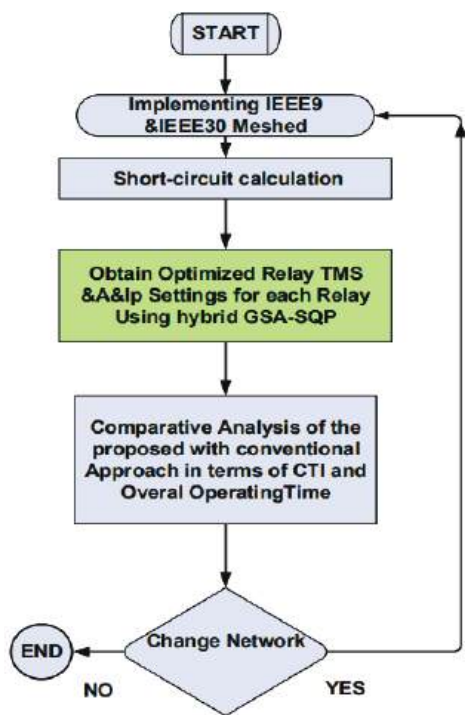 START
Implementing IEEE9
&IEEE30 Meshed
Short-circuit calculation
Obtain Optimized Relay TMS
&A&Ip Settings for each Relay
Using hybrid GSA-SQP
Comparative Analysis of the
proposed with conventional
Approach in terms of CTI and
Overal OperatingTime
Change Network
END
NO
YES